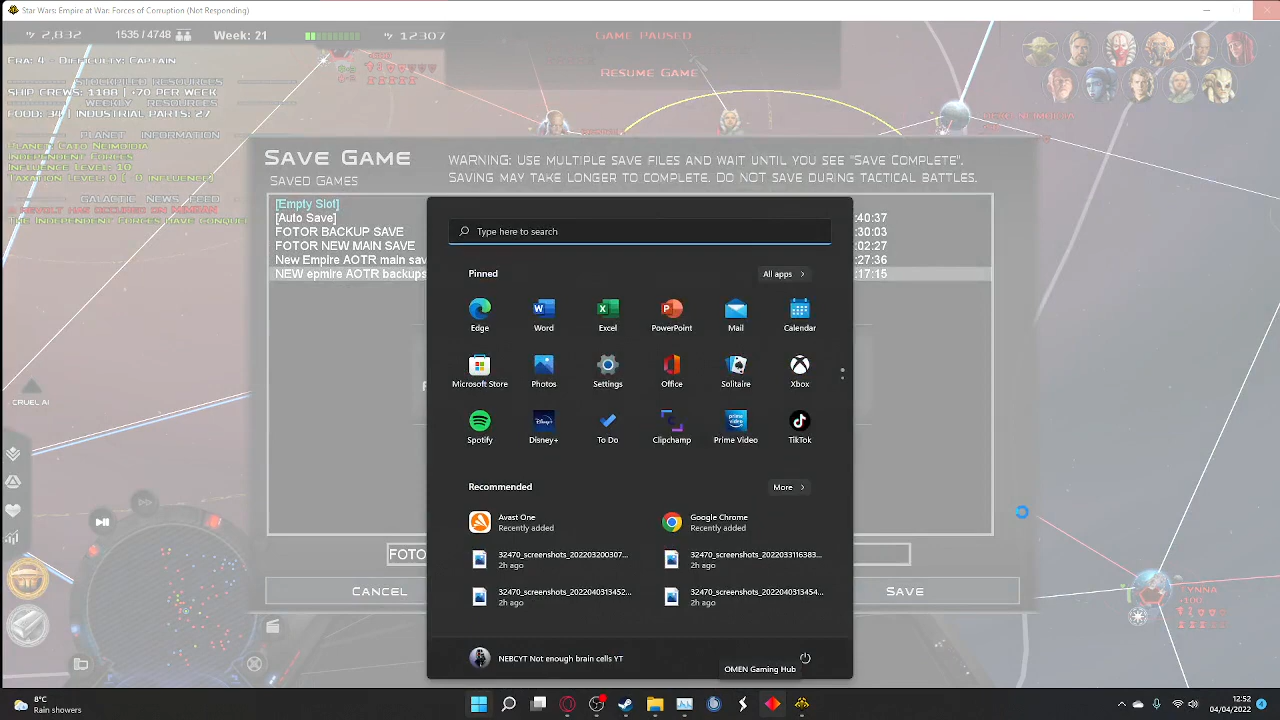 Star Wars: Empire at War: Forces of Corruption (Not Responding)
2,832
1535 / 4748
Week: 21
12307
GAME PAUSED
RESUME GAME
ERA: 4 - DIFFICULTY: CAPTAIN
STOCKPILED RESOURCES
SHIP CREWS: 1188 | +70 PER WEEK
WEEKLY RESOURCES
FOOD: 34 | INDUSTRIAL PARTS: 27
PLANET INFORMATION
PLANET: CATO NEIMOIDIA
INDEPENDENT FORCES
INFLUENCE LEVEL: 10
GALACTIC NEWS FEED
THE INDEPENDENT FORCES HAVE CONQUE
SAVE GAME
WARNING: USE MULTIPLE SAVE FILES AND WAIT UNTIL YOU SEE "SAVE COMPLETE".
SAVING MAY TAKE LONGER TO COMPLETE. DO NOT SAVE DURING TACTICAL BATTLES.
SAVED GAMES
[Empty Slot]
[Auto Save]
:40:37
FOTOR BACKUP SAVE
:30:03
FOTOR NEW MAIN SAVE
:02:27
New Empire AOTR main sav
:27:36
NEW epmire AOTR backups
:17:15
FOTO
CANCEL
SAVE
CRUEL AI
TYNNA
+100
Type here to search
Pinned
All apps
Edge
Word
Excel
PowerPoint
Mail
Calendar
Microsoft Store
Photos
Settings
Office
Solitaire
Xbox
Spotify
Disney+
To Do
Clipchamp
Prime Video
TikTok
Recommended
More
Avast One
Recently added
Google Chrome
Recently added
32470_screenshots_202203200307...
2h ago
32470_screenshots_2022033116383...
2h ago
32470_screenshots_2022040313452...
2h ago
32470_screenshots_2022040313454...
2h ago
NEBCYT Not enough brain cells YT
OMEN Gaming Hub
8°C
Rain showers
12:52
04/04/2022